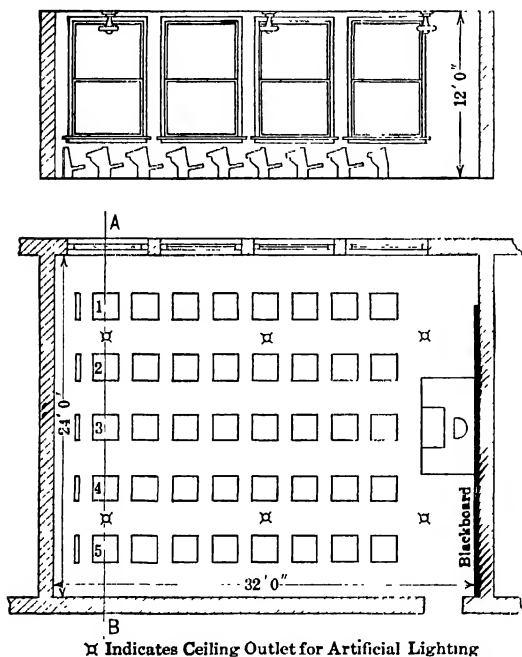 12' 0"
A
1
2
3
4
5
24' 0"
32' 0"
Blackboard
B
¤ Indicates Ceiling Outlet for Artificial Lighting